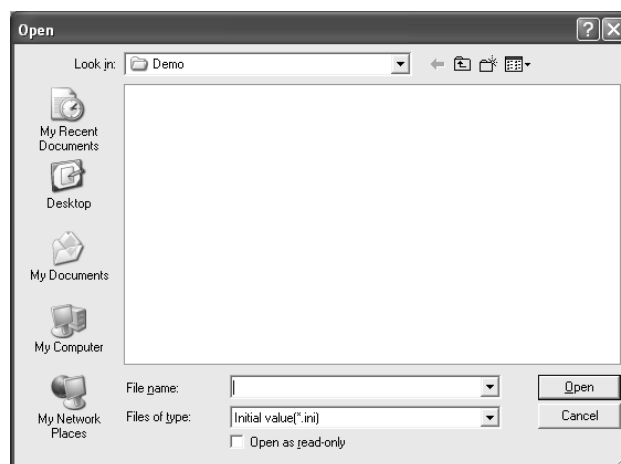 Open
Look in: Demo
My Recent
Documents
Desktop
My Documents
My Computer
My Network
Places
File name:
Open
Files of type: Initial value(*.ini)
Cancel
Open as read-only